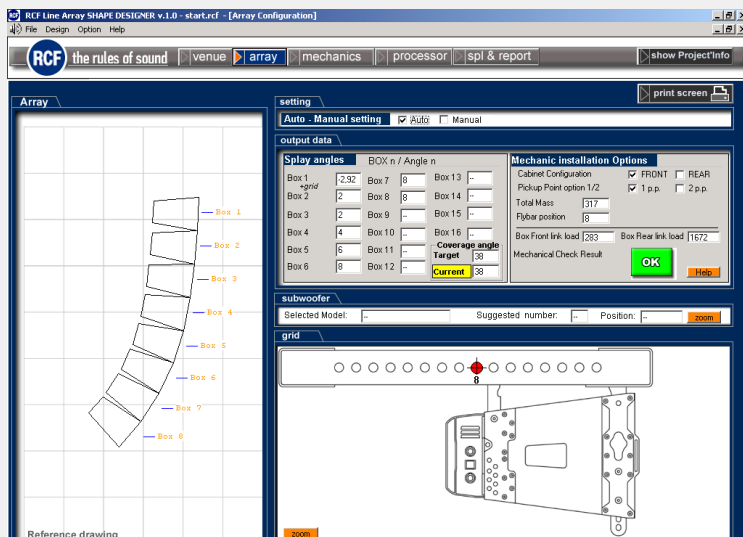 RCF Line Array SHAPE DESIGNER v.1.0 - start.rcf - [Array Configuration]
File Design Option Help
RCF the rules of sound venue array mechanics processor spl & report show Project'Info
print screen
Array
Box 1
Box 2
Box 3
Box 4
Box 5
Box 6
Box 7
Box 8
Reference drawing
setting
Auto - Manual setting Auto Manual
output data
Splay angles BOX n / Angle n
Box 1 +grid -2,92 Box 7 8 Box 13 --
Box 2 2 Box 8 8 Box 14 --
Box 3 2 Box 9 -- Box 15 --
Box 4 4 Box 10 -- Box 16 --
Box 5 6 Box 11 -- Coverage angle
Target 38
Box 6 8 Box 12 -- Current 38
Mechanic installation Options
Cabinet Configuration FRONT REAR
Pickup Point option 1/2 1 p.p. 2 p.p.
Total Mass 317
Flybar position 8
Box Front link load 283 Box Rear link load 1672
Mechanical Check Result OK
Help
subwoofer
Selected Model: -- Suggested number: -- Position: -- zoom
grid
8
zoom